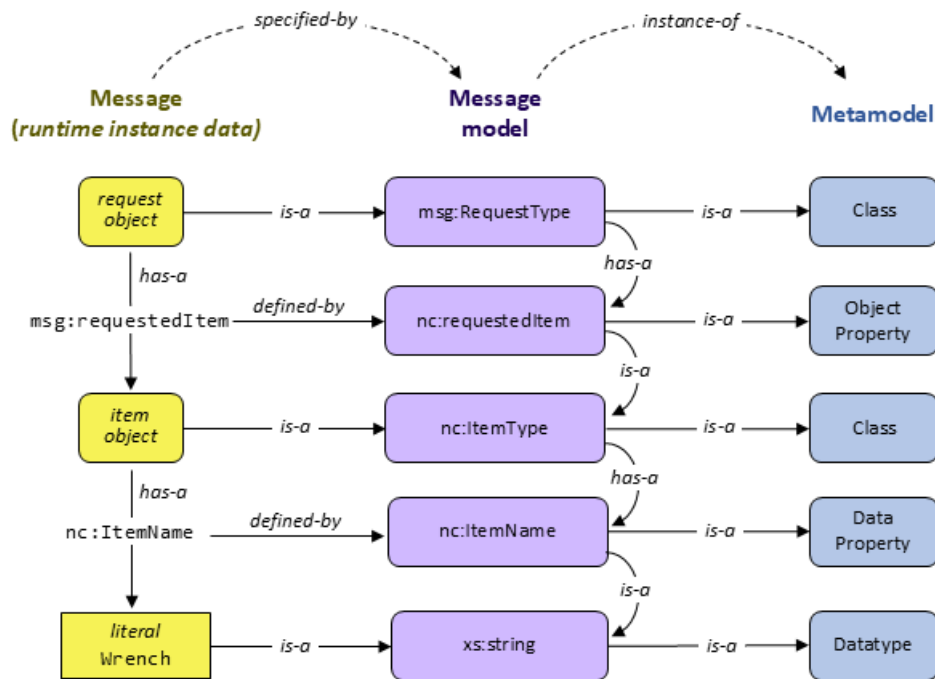 specified-by
instance-of
Message
(runtime instance data)
Message
model
Metamodel
request
object
is-a
msg:RequestType
is-a
Class
has-a
has-a
msg:requestedItem
defined-by
nc:requestedItem
is-a
Object
Property
is-a
item
object
is-a
nc:ItemType
is-a
Class
has-a
has-a
nc:ItemName
defined-by
nc:ItemName
is-a
Data
Property
is-a
literal
Wrench
is-a
xs:string
is-a
Datatype